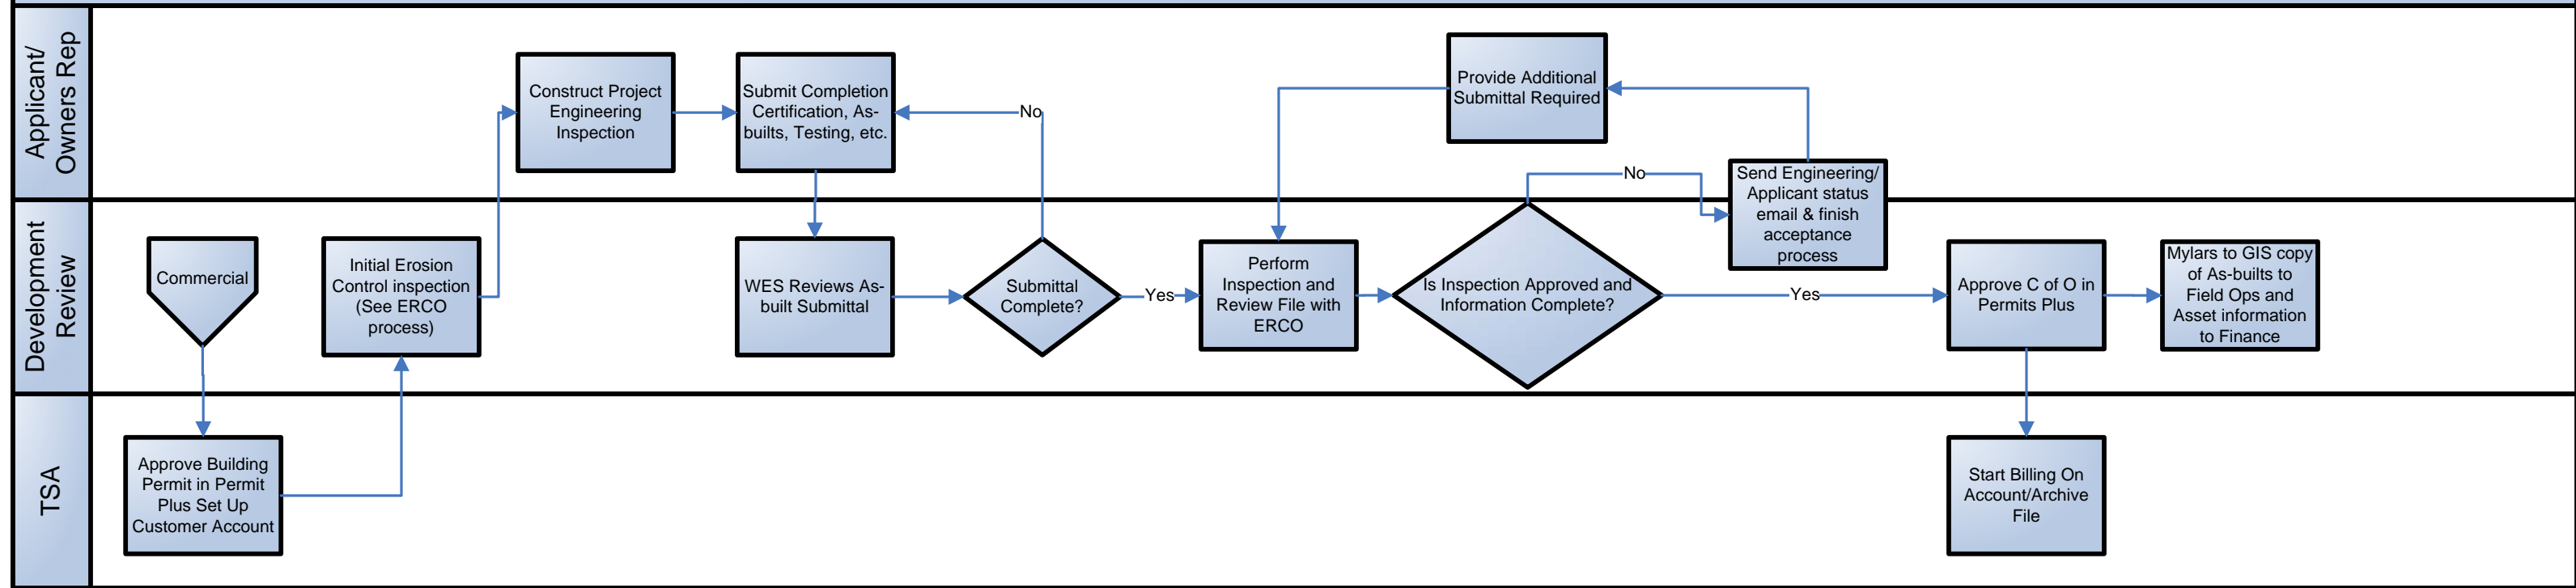 Applicant/
Owners Rep
Construct Project
Engineering
Inspection
Submit Completion
Certification, As-
builts, Testing, etc.
No
Provide Additional
Submittal Required
No
Send Engineering/
Applicant status
email & finish
acceptance
process
Development
Review
Commercial
Initial Erosion
Control inspection
(See ERCO
process)
WES Reviews As-
built Submittal
Submittal
Complete?
Yes
Perform
Inspection and
Review File with
ERCO
Is Inspection Approved and
Information Complete?
Yes
Approve C of O in
Permits Plus
Mylars to GIS copy
of As-builts to
Field Ops and
Asset information
to Finance
TSA
Approve Building
Permit in Permit
Plus Set Up
Customer Account
Start Billing On
Account/Archive
File